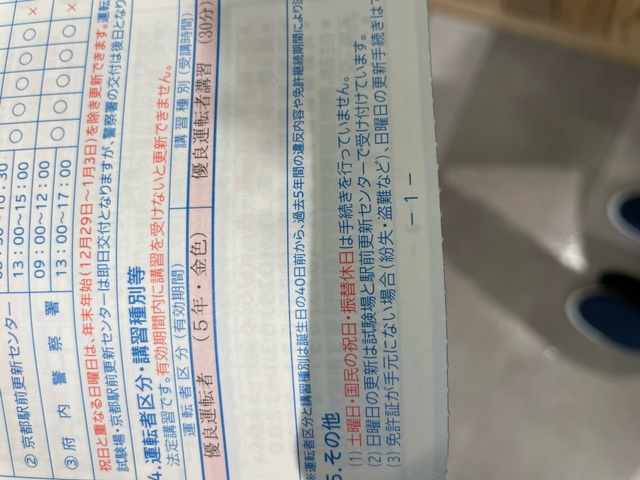 13:00~15:00 ○ ○ ○ ○
② 京都駅前更新センター 09:00~12:00 ○ ○ ○ ○ ×
③ 府内警察署 13:00~17:00 ○ ○ ○ ○ ×
祝日と重なる日曜日は、年末年始(12月29日~1月3日)を除き更新できます。運転
試験場・京都駅前更新センターは即日交付となりますが、警察署の交付は後日となり
4.運転者区分・講習種別等
法定講習です。有効期間内に講習を受けないと更新できません。
運転者区分(有効期間) 講習種別(受講時間)
優良運転者 (5年・金色) 優良運転者講習 (30分)
※運転者区分と講習種別は誕生日の40日前から、過去5年間の違反内容や免許継続期間により
5.その他
(1) 土曜日・国民の祝日・振替休日は手続きを行っていません。
(2) 日曜日の更新は試験場と駅前更新センターで受け付けています。
(3) 免許証が手元にない場合(紛失・盗難など)、日曜日の更新手続きは
-1-